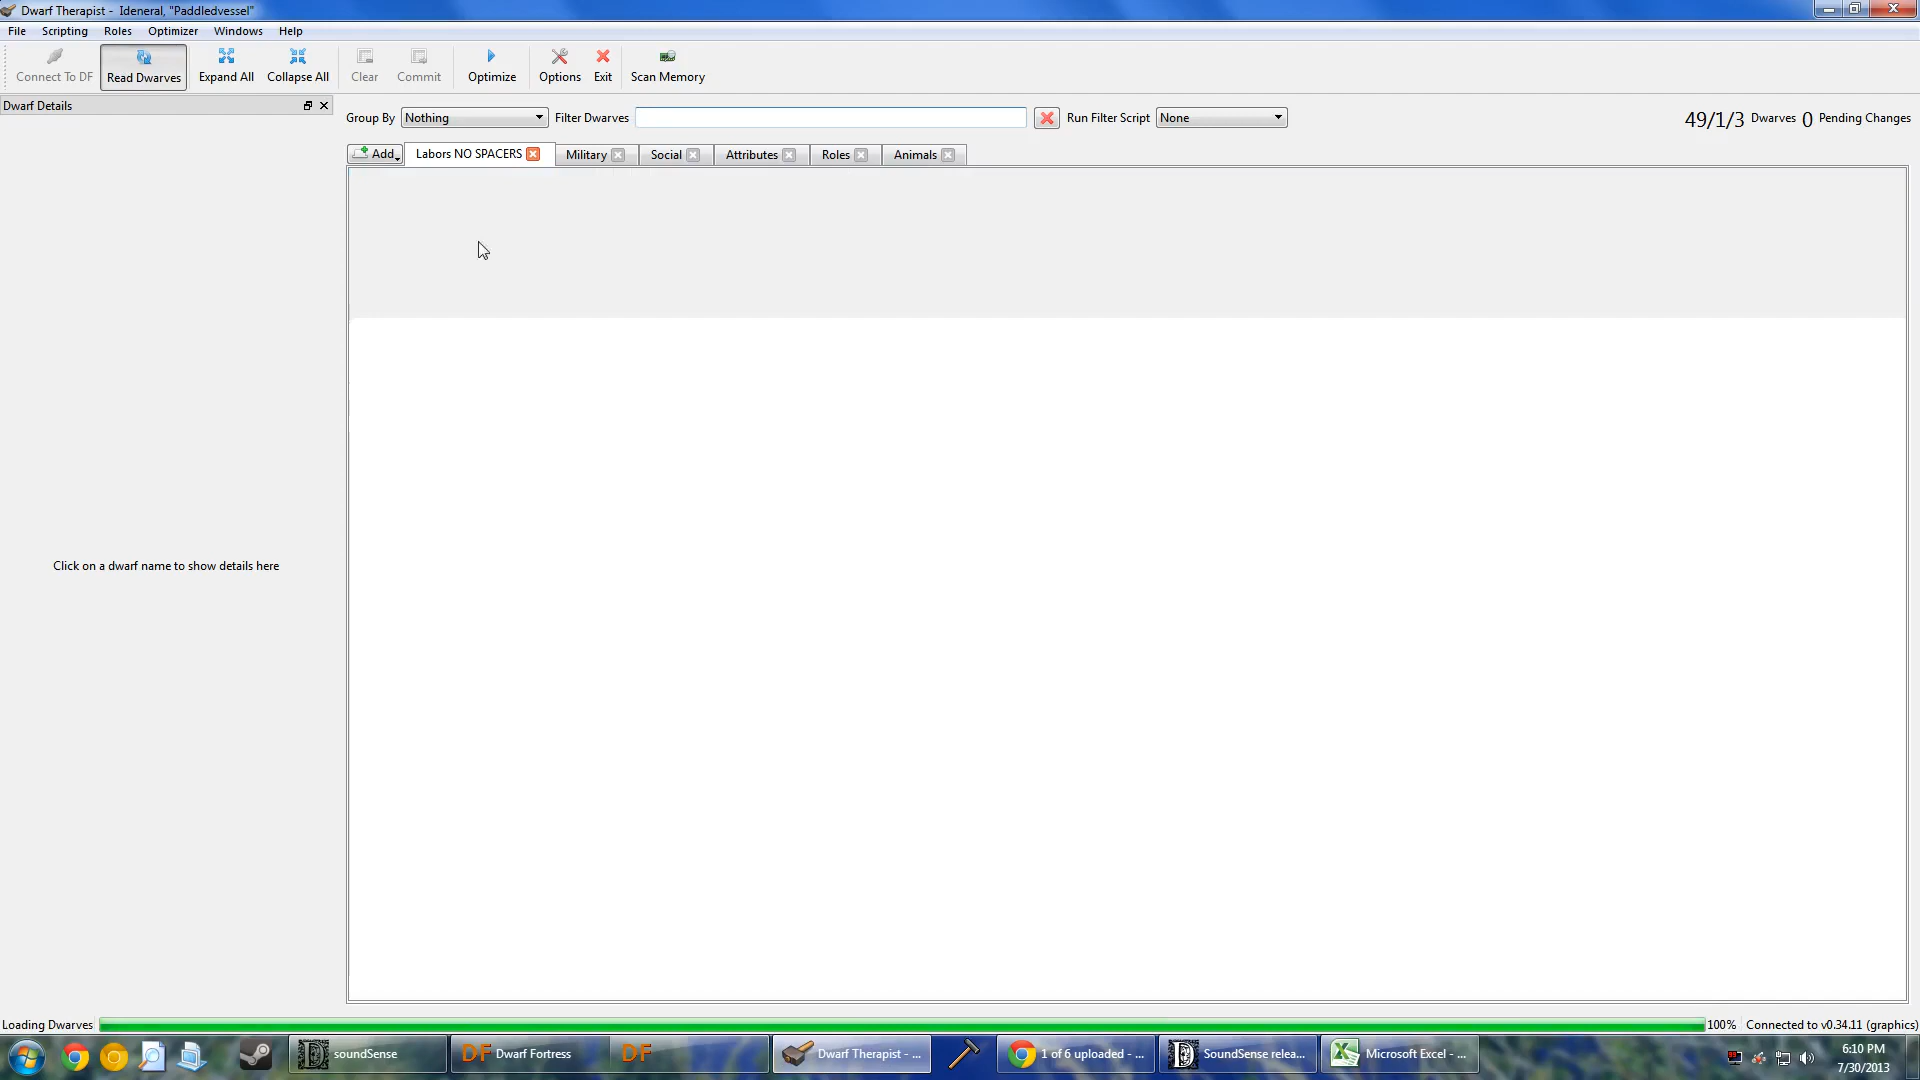 Dwarf Therapist - Ideneral, "Paddledvessel"
File Scripting Roles Optimizer Windows Help
Connect To DF Read Dwarves Expand All Collapse All Clear Commit Optimize Options Exit Scan Memory
Dwarf Details
Group By Nothing Filter Dwarves Run Filter Script None 49/1/3 Dwarves 0 Pending Changes
Add Labors NO SPACERS Military Social Attributes Roles Animals
Click on a dwarf name to show details here
Loading Dwarves 100% Connected to v0.34.11 (graphics)
soundSense DF Dwarf Fortress DF Dwarf Therapist - ... 1 of 6 uploaded - ... SoundSense relea... Microsoft Excel - ... 6:10 PM
7/30/2013